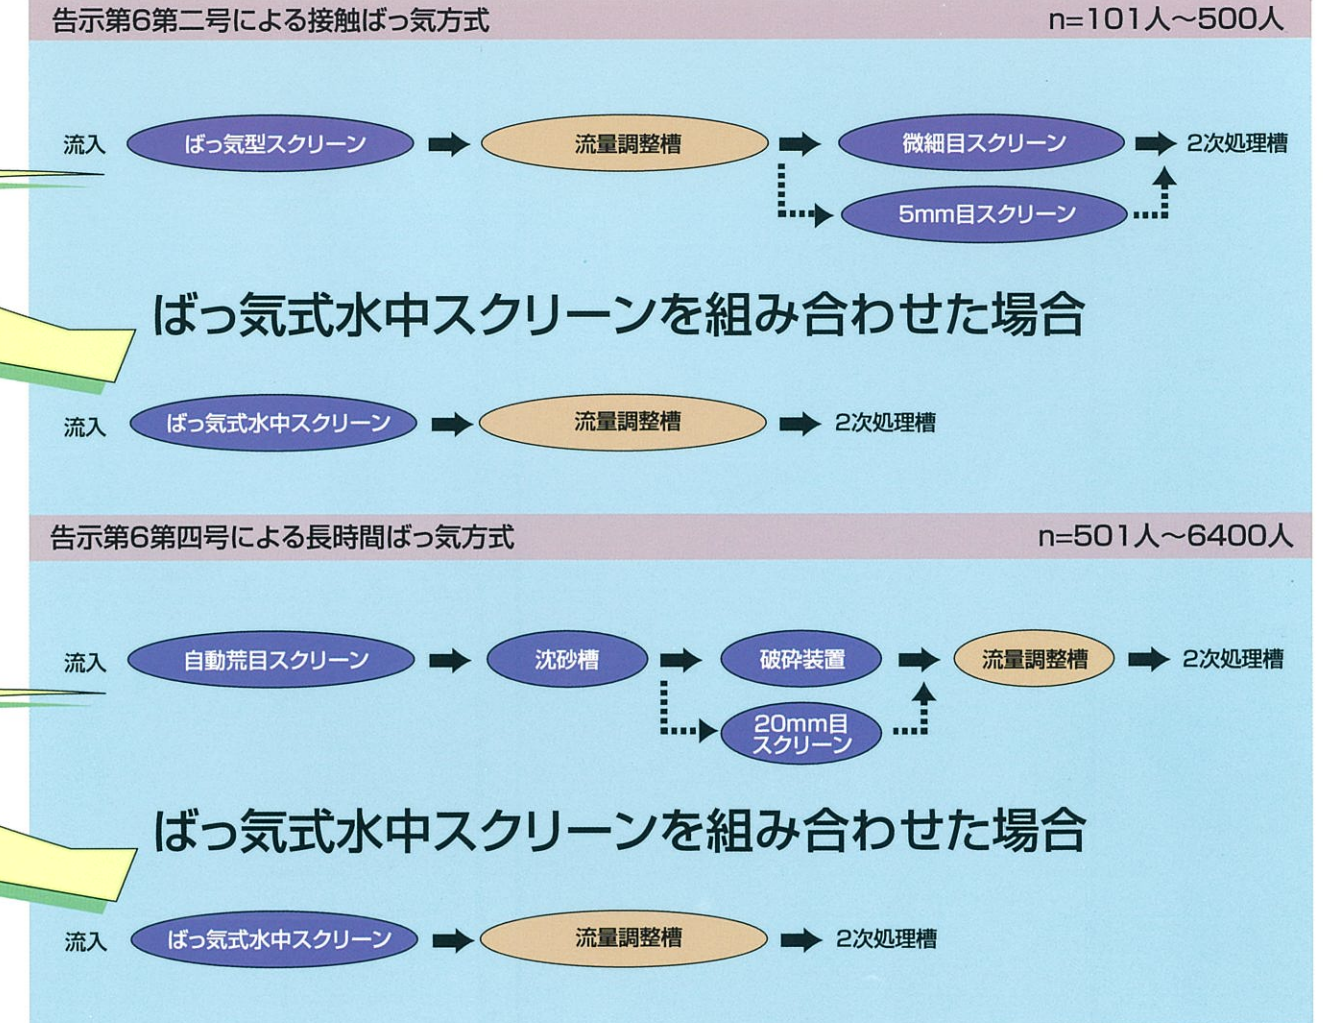 告示第6第二号による接触ばっ気方式 n=101人～500人
流入 ばっ気型スクリーン 流量調整槽 微細目スクリーン 2次処理槽
5mm目スクリーン
ばっ気式水中スクリーンを組み合わせた場合
流入 ばっ気式水中スクリーン 流量調整槽 2次処理槽
告示第6第四号による長時間ばっ気方式 n=501人～6400人
流入 自動荒目スクリーン 沈砂槽 破砕装置 流量調整槽 2次処理槽
20mm目
スクリーン
ばっ気式水中スクリーンを組み合わせた場合
流入 ばっ気式水中スクリーン 流量調整槽 2次処理槽